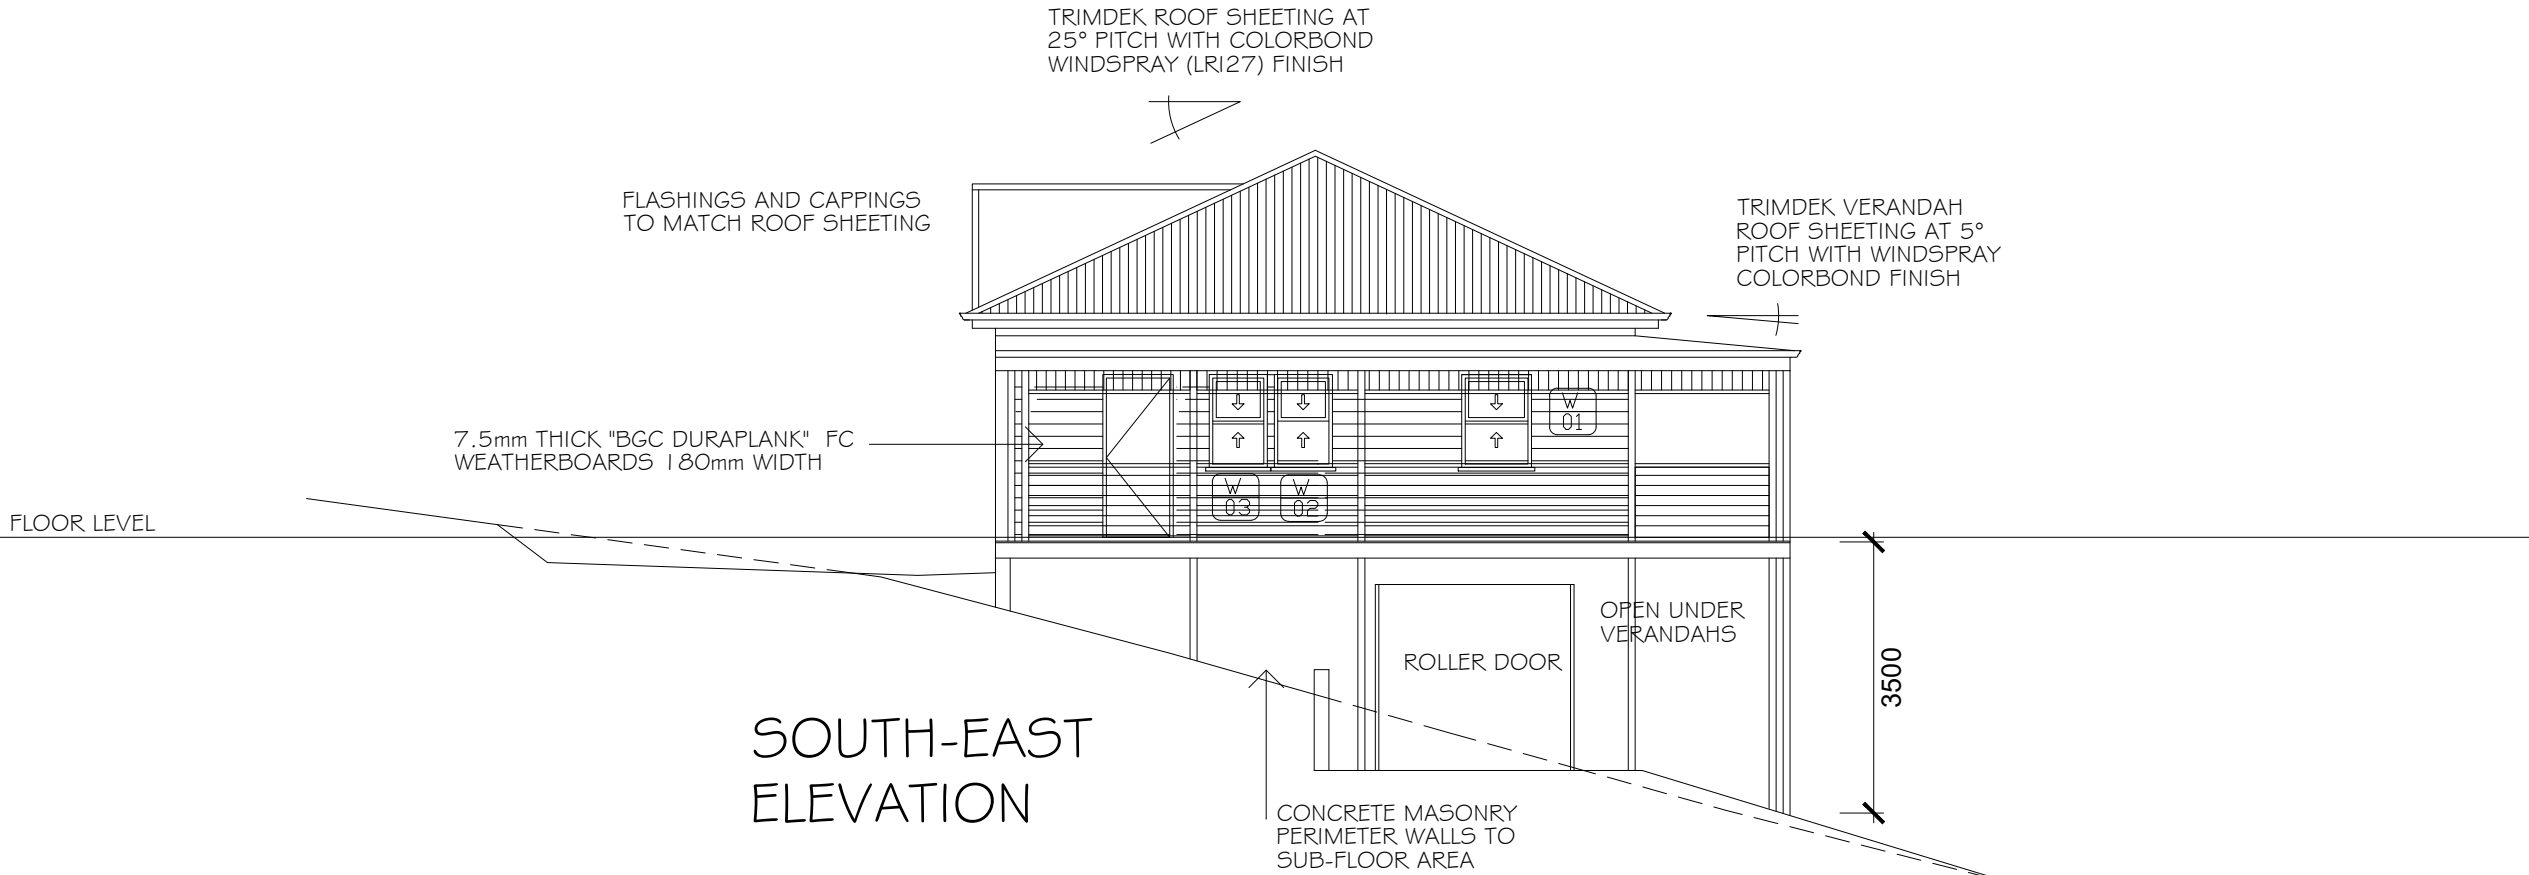 TRIMDEK ROOF SHEETING AT
25° PITCH WITH COLORBOND
WINDSPRAY (LR127) FINISH
FLASHINGS AND CAPPINGS
TO MATCH ROOF SHEETING
TRIMDEK VERANDAH
ROOF SHEETING AT 5°
PITCH WITH WINDSPRAY
COLORBOND FINISH
7.5mm THICK "BGC DURAPLANK" FC
WEATHERBOARDS 180mm WIDTH
W
01
W
03
W
02
FLOOR LEVEL
OPEN UNDER
VERANDAHS
ROLLER DOOR
3500
SOUTH-EAST
ELEVATION
CONCRETE MASONRY
PERIMETER WALLS TO
SUB-FLOOR AREA